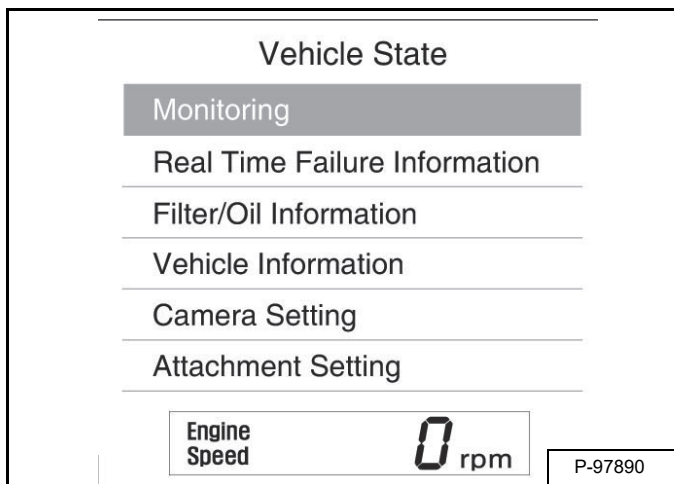 Vehicle State
Monitoring
Real Time Failure Information
Filter/Oil Information
Vehicle Information
Camera Setting
Attachment Setting
Engine
Speed
0 rpm
P-97890